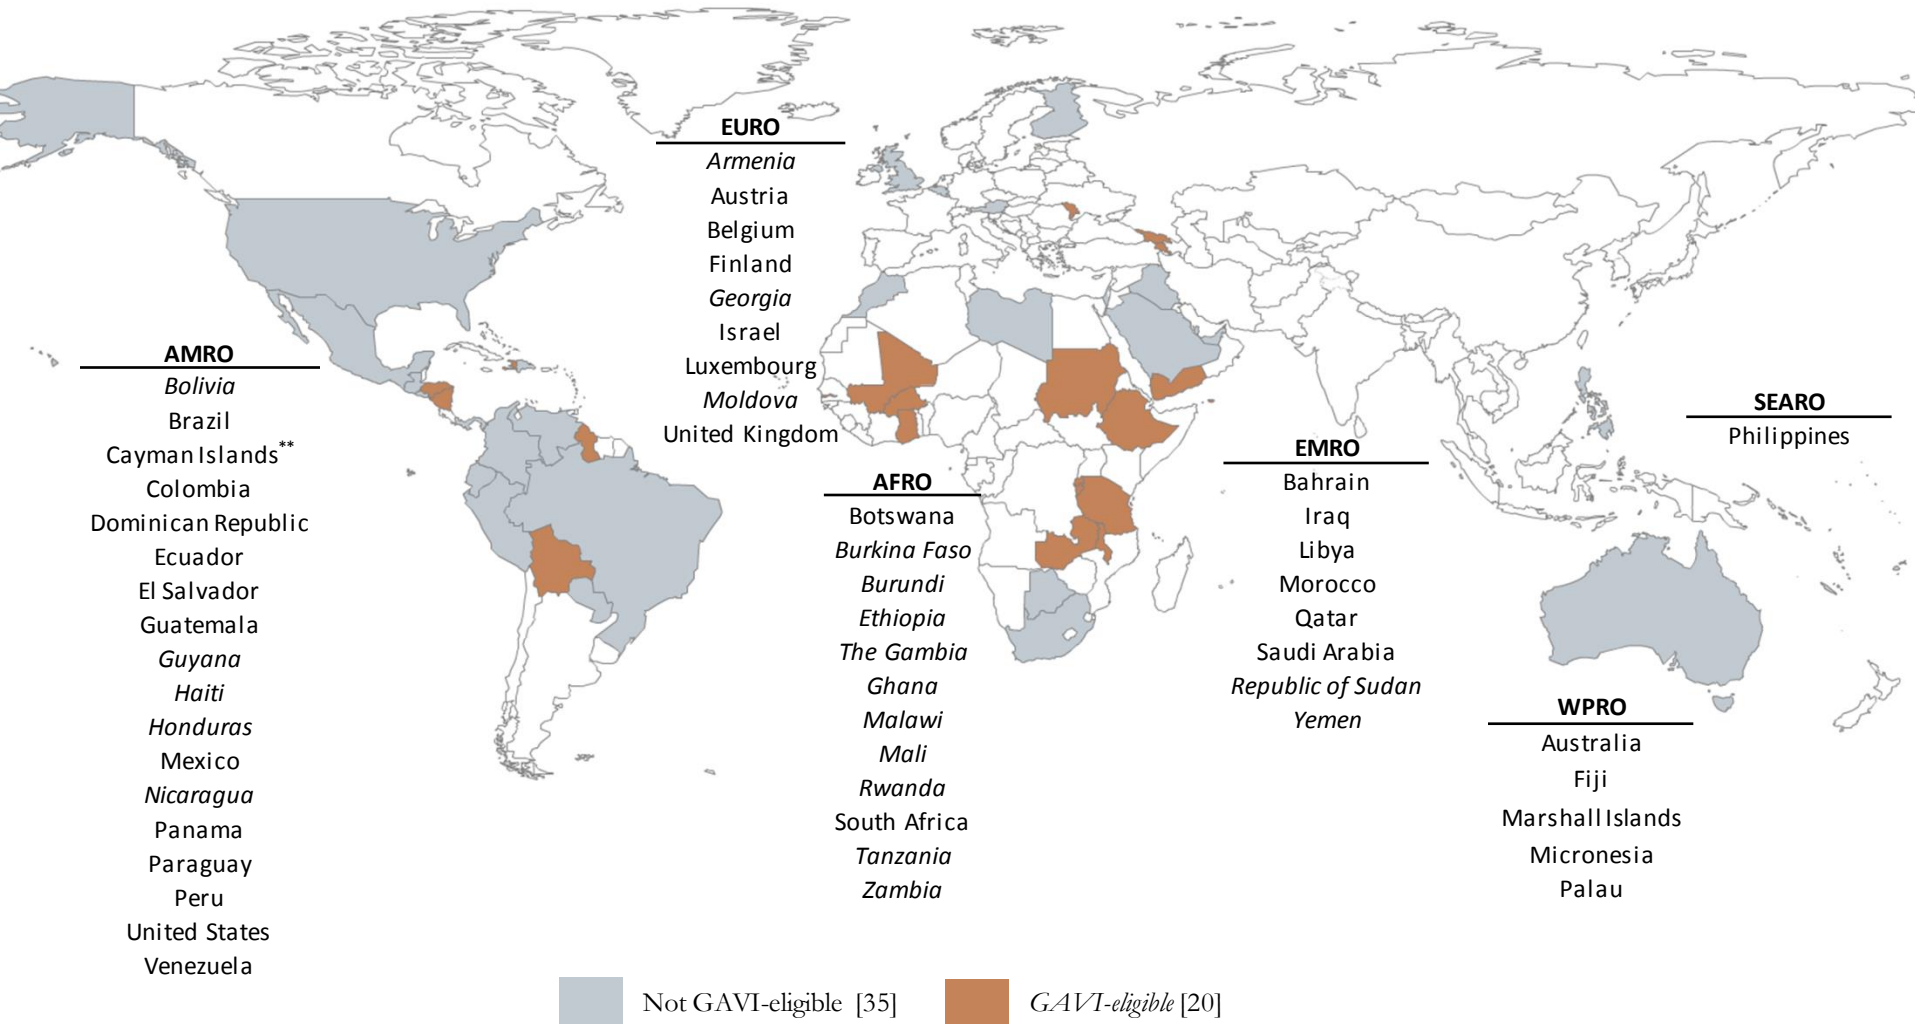 EURO
Armenia
Austria
Belgium
Finland
Georgia
Israel
Luxembourg
Moldova
United Kingdom
AMRO
Bolivia
Brazil
Cayman Islands**
Colombia
Dominican Republic
Ecuador
El Salvador
Guatemala
Guyana
Haiti
Honduras
Mexico
Nicaragua
Panama
Paraguay
Peru
United States
Venezuela
AFRO
Botswana
Burkina Faso
Burundi
Ethiopia
The Gambia
Ghana
Malawi
Mali
Rwanda
South Africa
Tanzania
Zambia
EMRO
Bahrain
Iraq
Libya
Morocco
Qatar
Saudi Arabia
Republic of Sudan
Yemen
SEARO
Philippines
WPRO
Australia
Fiji
Marshall Islands
Micronesia
Palau
Not GAVI-eligible [35]
GAVI-eligible [20]